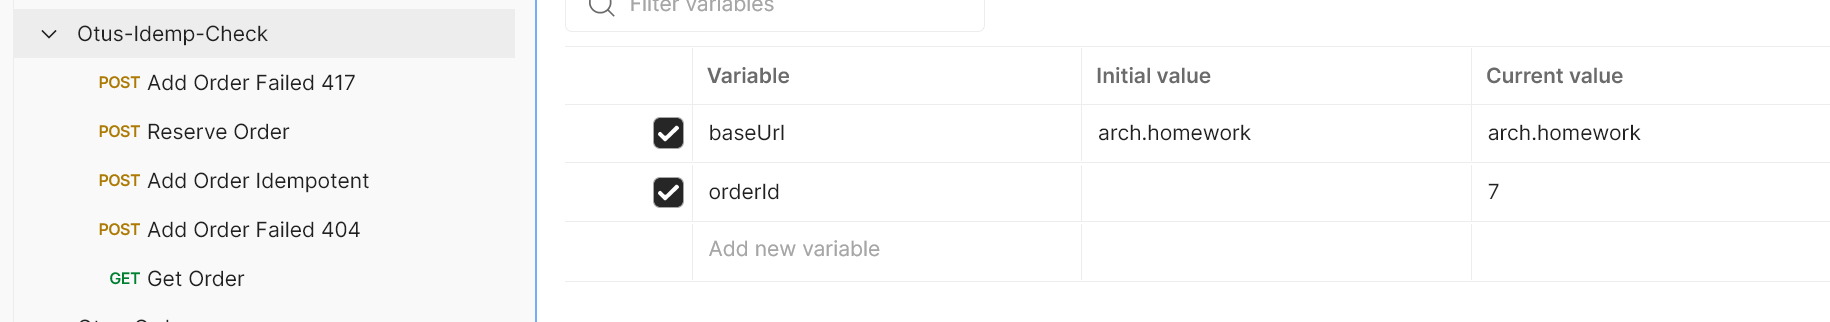 Otus-Idemp-Check
POST Add Order Failed 417
POST Reserve Order
POST Add Order Idempotent
POST Add Order Failed 404
GET Get Order
Filter variables
Variable Initial value Current value
baseUrl arch.homework arch.homework
orderId 7
Add new variable